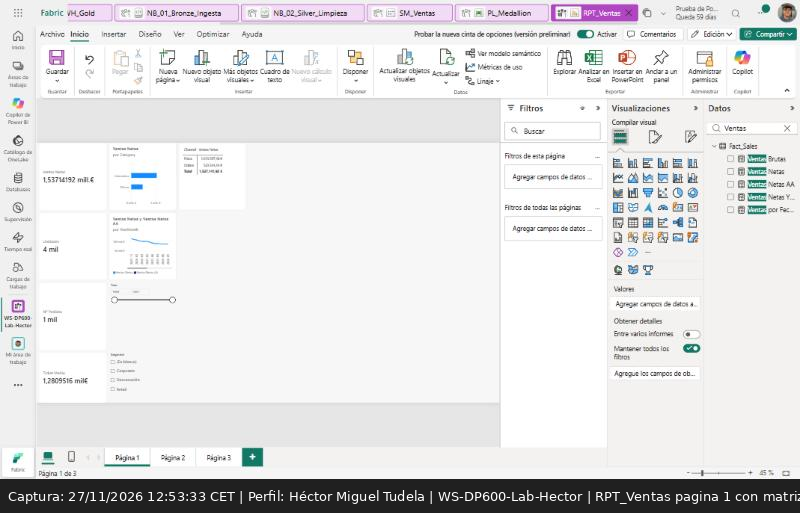 Fabric
WH_Gold
NB_01_Bronze_Ingesta
NB_02_Silver_Limpieza
SM_Ventas
PL_Medallion
RPT_Ventas
Prueba de Po...
Queda 59 días
Archivo Inicio Insertar Diseño Ver Optimizar Ayuda
Probar la nueva cinta de opciones (versión preliminar)
Activar
Comentarios
Edición
Compartir
Guardar
Pegar
Nueva página
Nuevo objeto visual
Más objetos visuales
Cuadro de texto
Nuevo cálculo visual
Disponer
Actualizar objetos visuales
Actualizar
Ver modelo semántico
Métricas de uso
Linaje
Explorar
Analizar en Excel
Insertar en PowerPoint
Andar a un panel
Administrar permisos
Copilot
Guardar
Deshacer
Portapapeles
Insertar
Disponer
Datos
Exportar
Administrar
Copilot
Inicio
Áreas de trabajo
Copilot de Power BI
Catálogo de OneLake
Databases
Supervisión
Tiempo real
Cargas de trabajo
WS-DP600-Lab-Hector
Mi área de trabajo
Fabric
1,53714192 mill.€
4 mil
1 mil
1,2809516 mil€
Ventas Netas
por Category
Total
Filtros
Buscar
Filtros de esta página
...
Agregar campos de datos ...
Filtros de todas las páginas
...
Agregar campos de datos ...
Visualizaciones
Compilar visual
Valores
Agregar campos de datos a...
Obtener detalles
Entre varios informes
Mantener todos los filtros
Agregue los campos de ob...
Datos
Ventas
Fact_Sales
Ventas Brutas
Ventas Netas
Ventas Netas AA
Ventas Netas Y...
Ventas por Fec...
Página 1
Página 2
Página 3
Página 1 de 3
45 %
Captura: 27/11/2026 12:53:33 CET | Perfil: Héctor Miguel Tudela | WS-DP600-Lab-Hector | RPT_Ventas pagina 1 con matriz